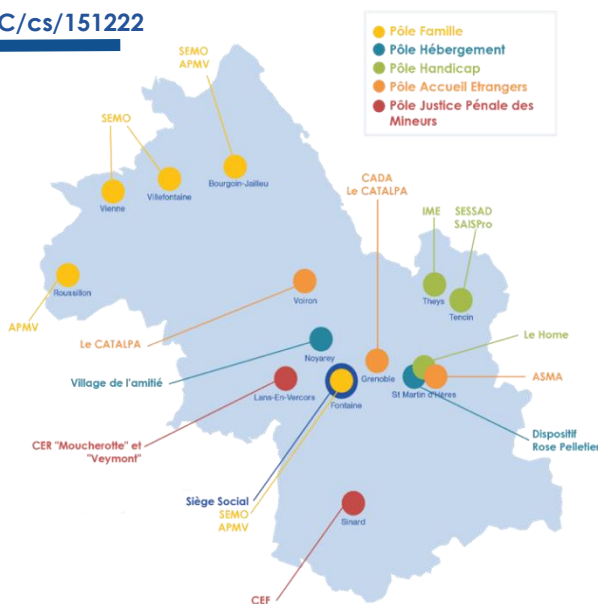 C/cs/151222
Pôle Famille
Pôle Hébergement
Pôle Handicap
Pôle Accueil Etrangers
Pôle Justice Pénale des
Mineurs
SEMO
APMV
SEMO
Bourgoin-Jailleu
Villefontaine
Vienne
CADA
Le CATALPA
IME
SESSAD
SAISPro
Roussillon
Voiron
Theys
Tencin
APMV
Le CATALPA
Le Home
Noyarey
Village de l'amitié
Grenoble
ASMA
Lans-En-Vercors
Fontaine
St Martin d'Hères
CER "Moucherotte" et
"Veymont"
Dispositif
Rose Pelletier
Siège Social
SEMO
APMV
Sinard
CEF